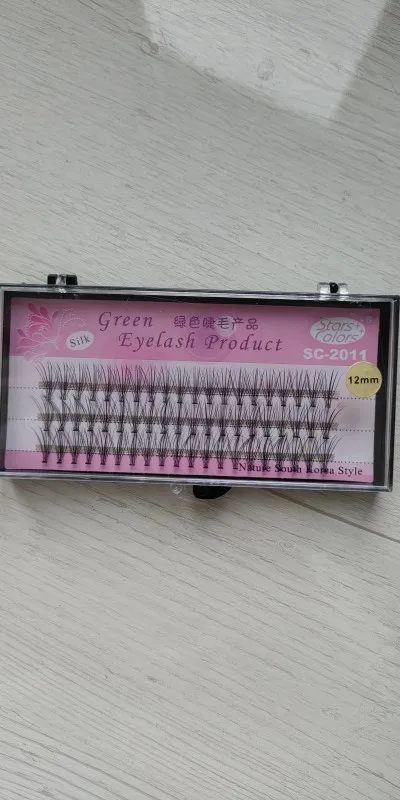 Green 绿色睫毛产品
Silk
Eyelash Product
Stars
Colors
SC-2011
12mm
Nature South Korea Style